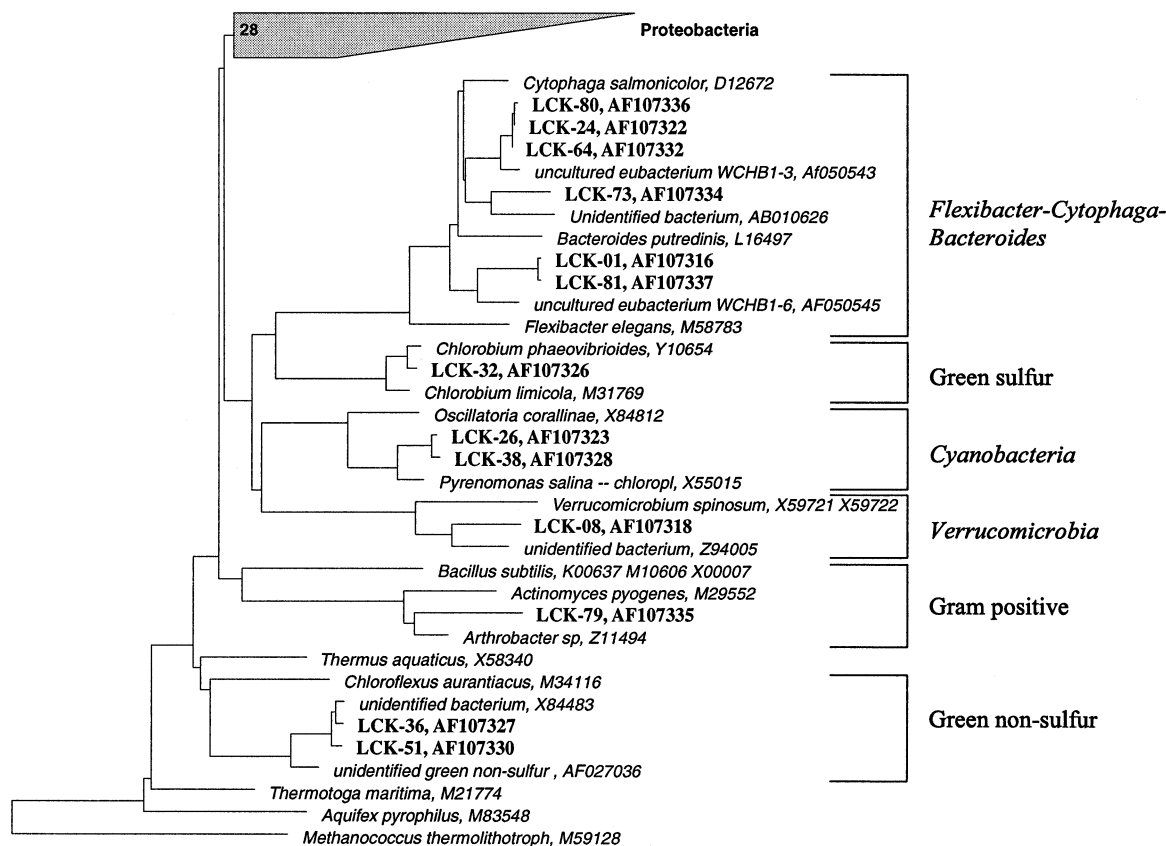 28
Proteobacteria
Cytophaga salmonicolor, D12672
LCK-80, AF107336
LCK-24, AF107322
LCK-64, AF107332
uncultured eubacterium WCHB1-3, Af050543
LCK-73, AF107334
Unidentified bacterium, AB010626
Bacteroides putredinis, L16497
LCK-01, AF107316
LCK-81, AF107337
uncultured eubacterium WCHB1-6, AF050545
Flexibacter elegans, M58783
Flexibacter-Cytophaga-
Bacteroides
Chlorobium phaeovibrioides, Y10654
LCK-32, AF107326
Chlorobium limicola, M31769
Green sulfur
Oscillatoria corallinae, X84812
LCK-26, AF107323
LCK-38, AF107328
Pyrenomonas salina -- chloropl, X55015
Cyanobacteria
Verrucomicrobium spinosum, X59721 X59722
LCK-08, AF107318
unidentified bacterium, Z94005
Verrucomicrobia
Bacillus subtilis, K00637 M10606 X00007
Actinomyces pyogenes, M29552
LCK-79, AF107335
Arthrobacter sp, Z11494
Gram positive
Thermus aquaticus, X58340
Chloroflexus aurantiacus, M34116
unidentified bacterium, X84483
LCK-36, AF107327
LCK-51, AF107330
unidentified green non-sulfur , AF027036
Green non-sulfur
Thermotoga maritima, M21774
Aquifex pyrophilus, M83548
Methanococcus thermolithotroph, M59128